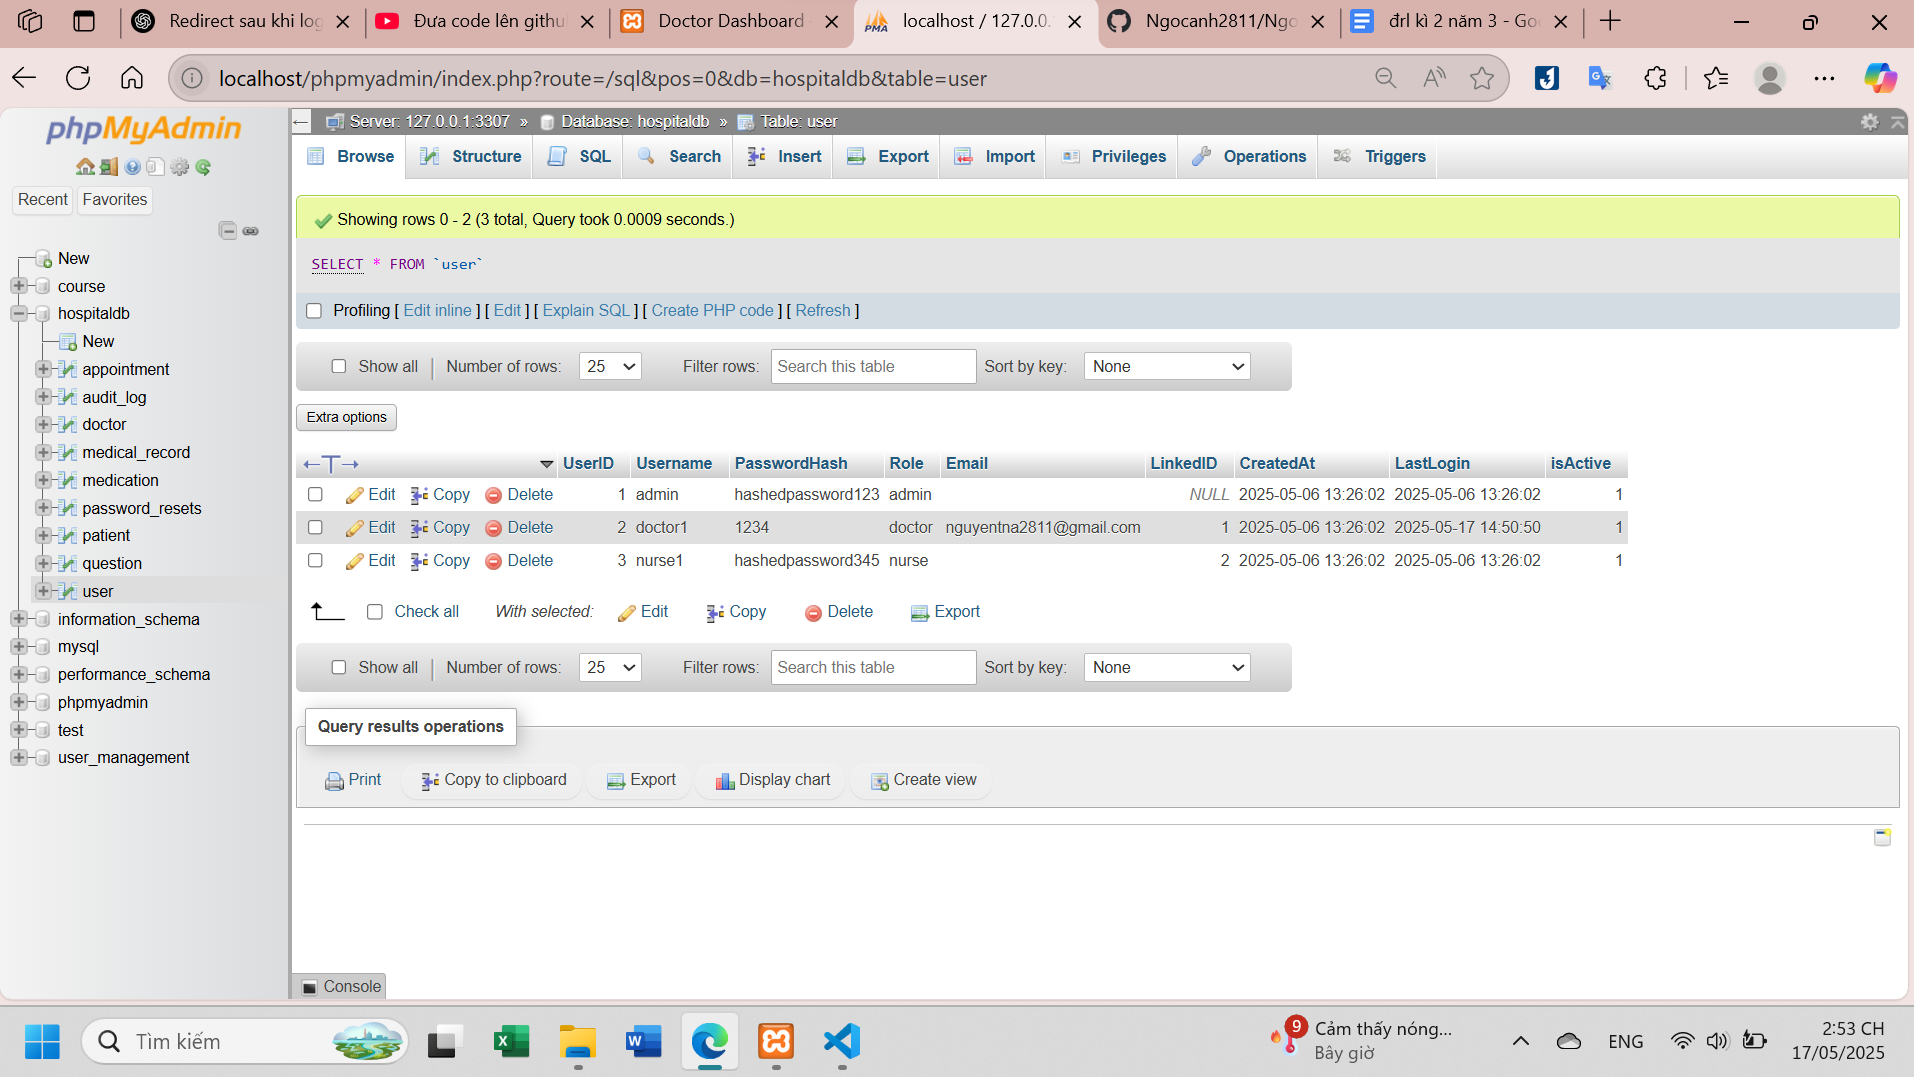 Redirect sau khi log
Đưa code lên githu
Doctor Dashboard
localhost / 127.0.0.
Ngocanh2811/Ngo
đrl kì 2 năm 3 - Goo
localhost/phpmyadmin/index.php?route=/sql&pos=0&db=hospitaldb&table=user
phpMyAdmin
Recent
Favorites
New
course
hospitaldb
New
appointment
audit_log
doctor
medical_record
medication
password_resets
patient
question
user
information_schema
mysql
performance_schema
phpmyadmin
test
user_management
Server: 127.0.0.1:3307 » Database: hospitaldb » Table: user
Browse Structure SQL Search Insert Export Import Privileges Operations Triggers
Showing rows 0 - 2 (3 total, Query took 0.0009 seconds.)
SELECT * FROM `user`
Profiling [ Edit inline ] [ Edit ] [ Explain SQL ] [ Create PHP code ] [ Refresh ]
Show all | Number of rows: 25 Filter rows: Search this table Sort by key: None
Extra options
←T→ UserID Username PasswordHash Role Email LinkedID CreatedAt LastLogin isActive
Edit Copy Delete 1 admin hashedpassword123 admin NULL 2025-05-06 13:26:02 2025-05-06 13:26:02 1
Edit Copy Delete 2 doctor1 1234 doctor nguyentna2811@gmail.com 1 2025-05-06 13:26:02 2025-05-17 14:50:50 1
Edit Copy Delete 3 nurse1 hashedpassword345 nurse 2 2025-05-06 13:26:02 2025-05-06 13:26:02 1
Check all With selected: Edit Copy Delete Export
Show all | Number of rows: 25 Filter rows: Search this table Sort by key: None
Query results operations
Print Copy to clipboard Export Display chart Create view
Console
Tìm kiếm
9
Cảm thấy nóng...
Bây giờ
ENG
2:53 CH
17/05/2025